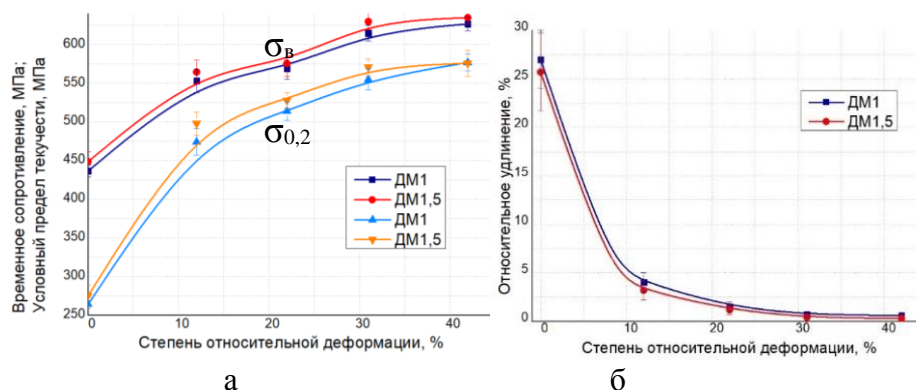 Временное сопротивление, МПа;
Условный предел текучести, МПа
600
550
500
450
400
350
300
250
σв
σ0,2
ДМ1
ДМ1,5
ДМ1
ДМ1,5
0
10
20
30
40
Степень относительной деформации, %
а
Относительное удлинение, %
30
25
20
15
10
5
0
ДМ1
ДМ1,5
0
10
20
30
40
Степень относительной деформации, %
б